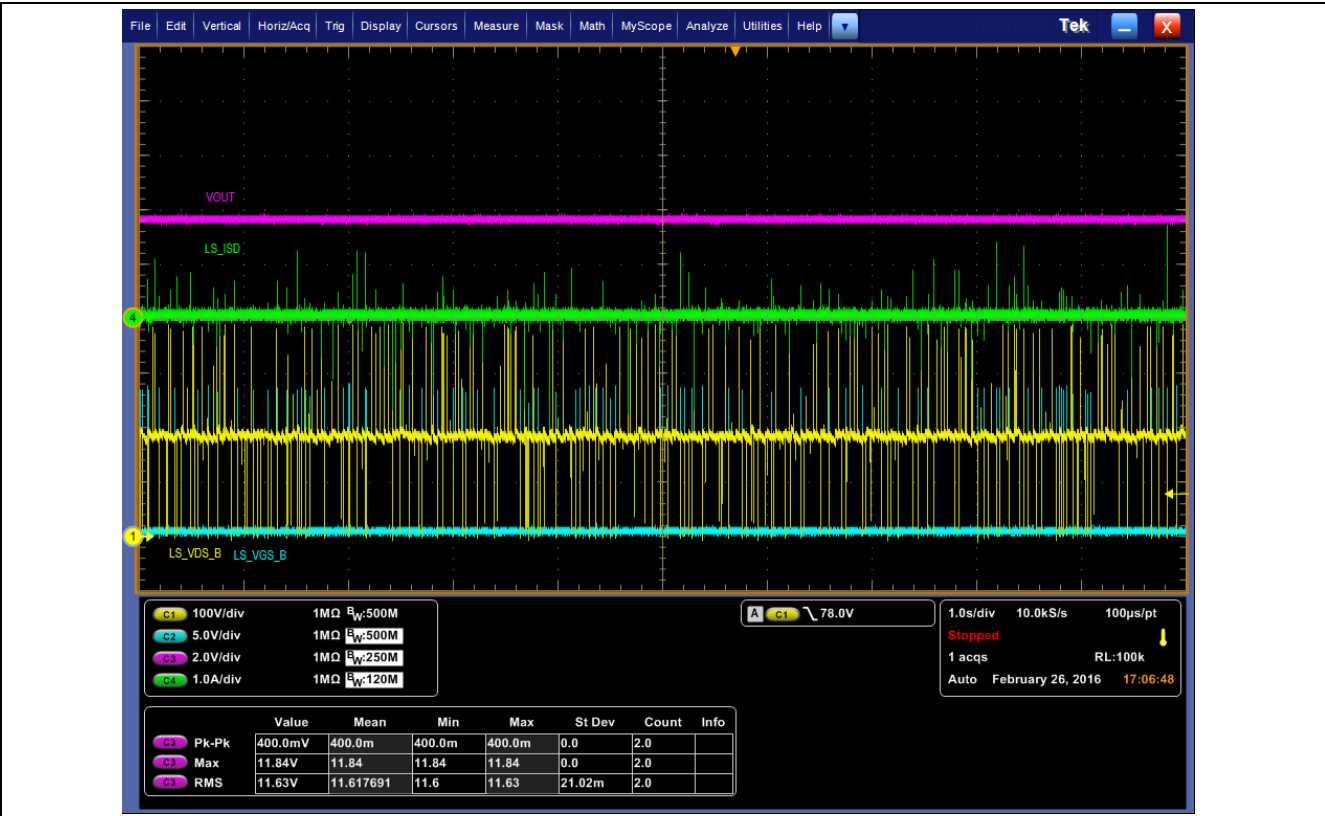 File Edit Vertical Horiz/Acq Trig Display Cursors Measure Mask Math MyScope Analyze Utilities Help Tek X
VOUT
LS_ISD
4
1
LS_VDS_B LS_VGS_B
C1 100V/div 1MΩ BW:500M
C2 5.0V/div 1MΩ BW:500M
C3 2.0V/div 1MΩ BW:250M
C4 1.0A/div 1MΩ BW:120M
A C1 78.0V
1.0s/div 10.0kS/s 100µs/pt
Stopped
1 acqs RL:100k
Auto February 26, 2016 17:06:48
Value Mean Min Max St Dev Count Info
C3 Pk-Pk 400.0mV 400.0m 400.0m 400.0m 0.0 2.0
C3 Max 11.84V 11.84 11.84 11.84 0.0 2.0
C3 RMS 11.63V 11.617691 11.6 11.63 21.02m 2.0